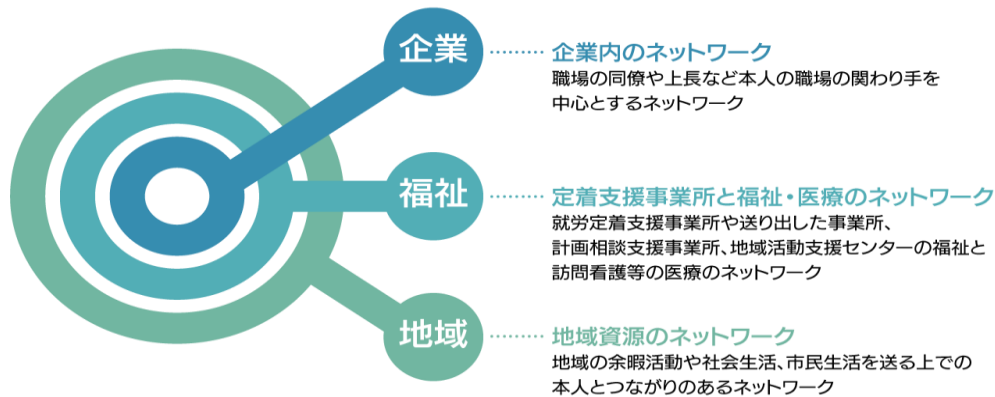 企業
企業内のネットワーク
職場の同僚や上長など本人の職場の関わり手を
中心とするネットワーク
福祉
定着支援事業所と福祉・医療のネットワーク
就労定着支援事業所や送り出した事業所、
計画相談支援事業所、地域活動支援センターの福祉と
訪問看護等の医療のネットワーク
地域
地域資源のネットワーク
地域の余暇活動や社会生活、市民生活を送る上での
本人とつながりのあるネットワーク